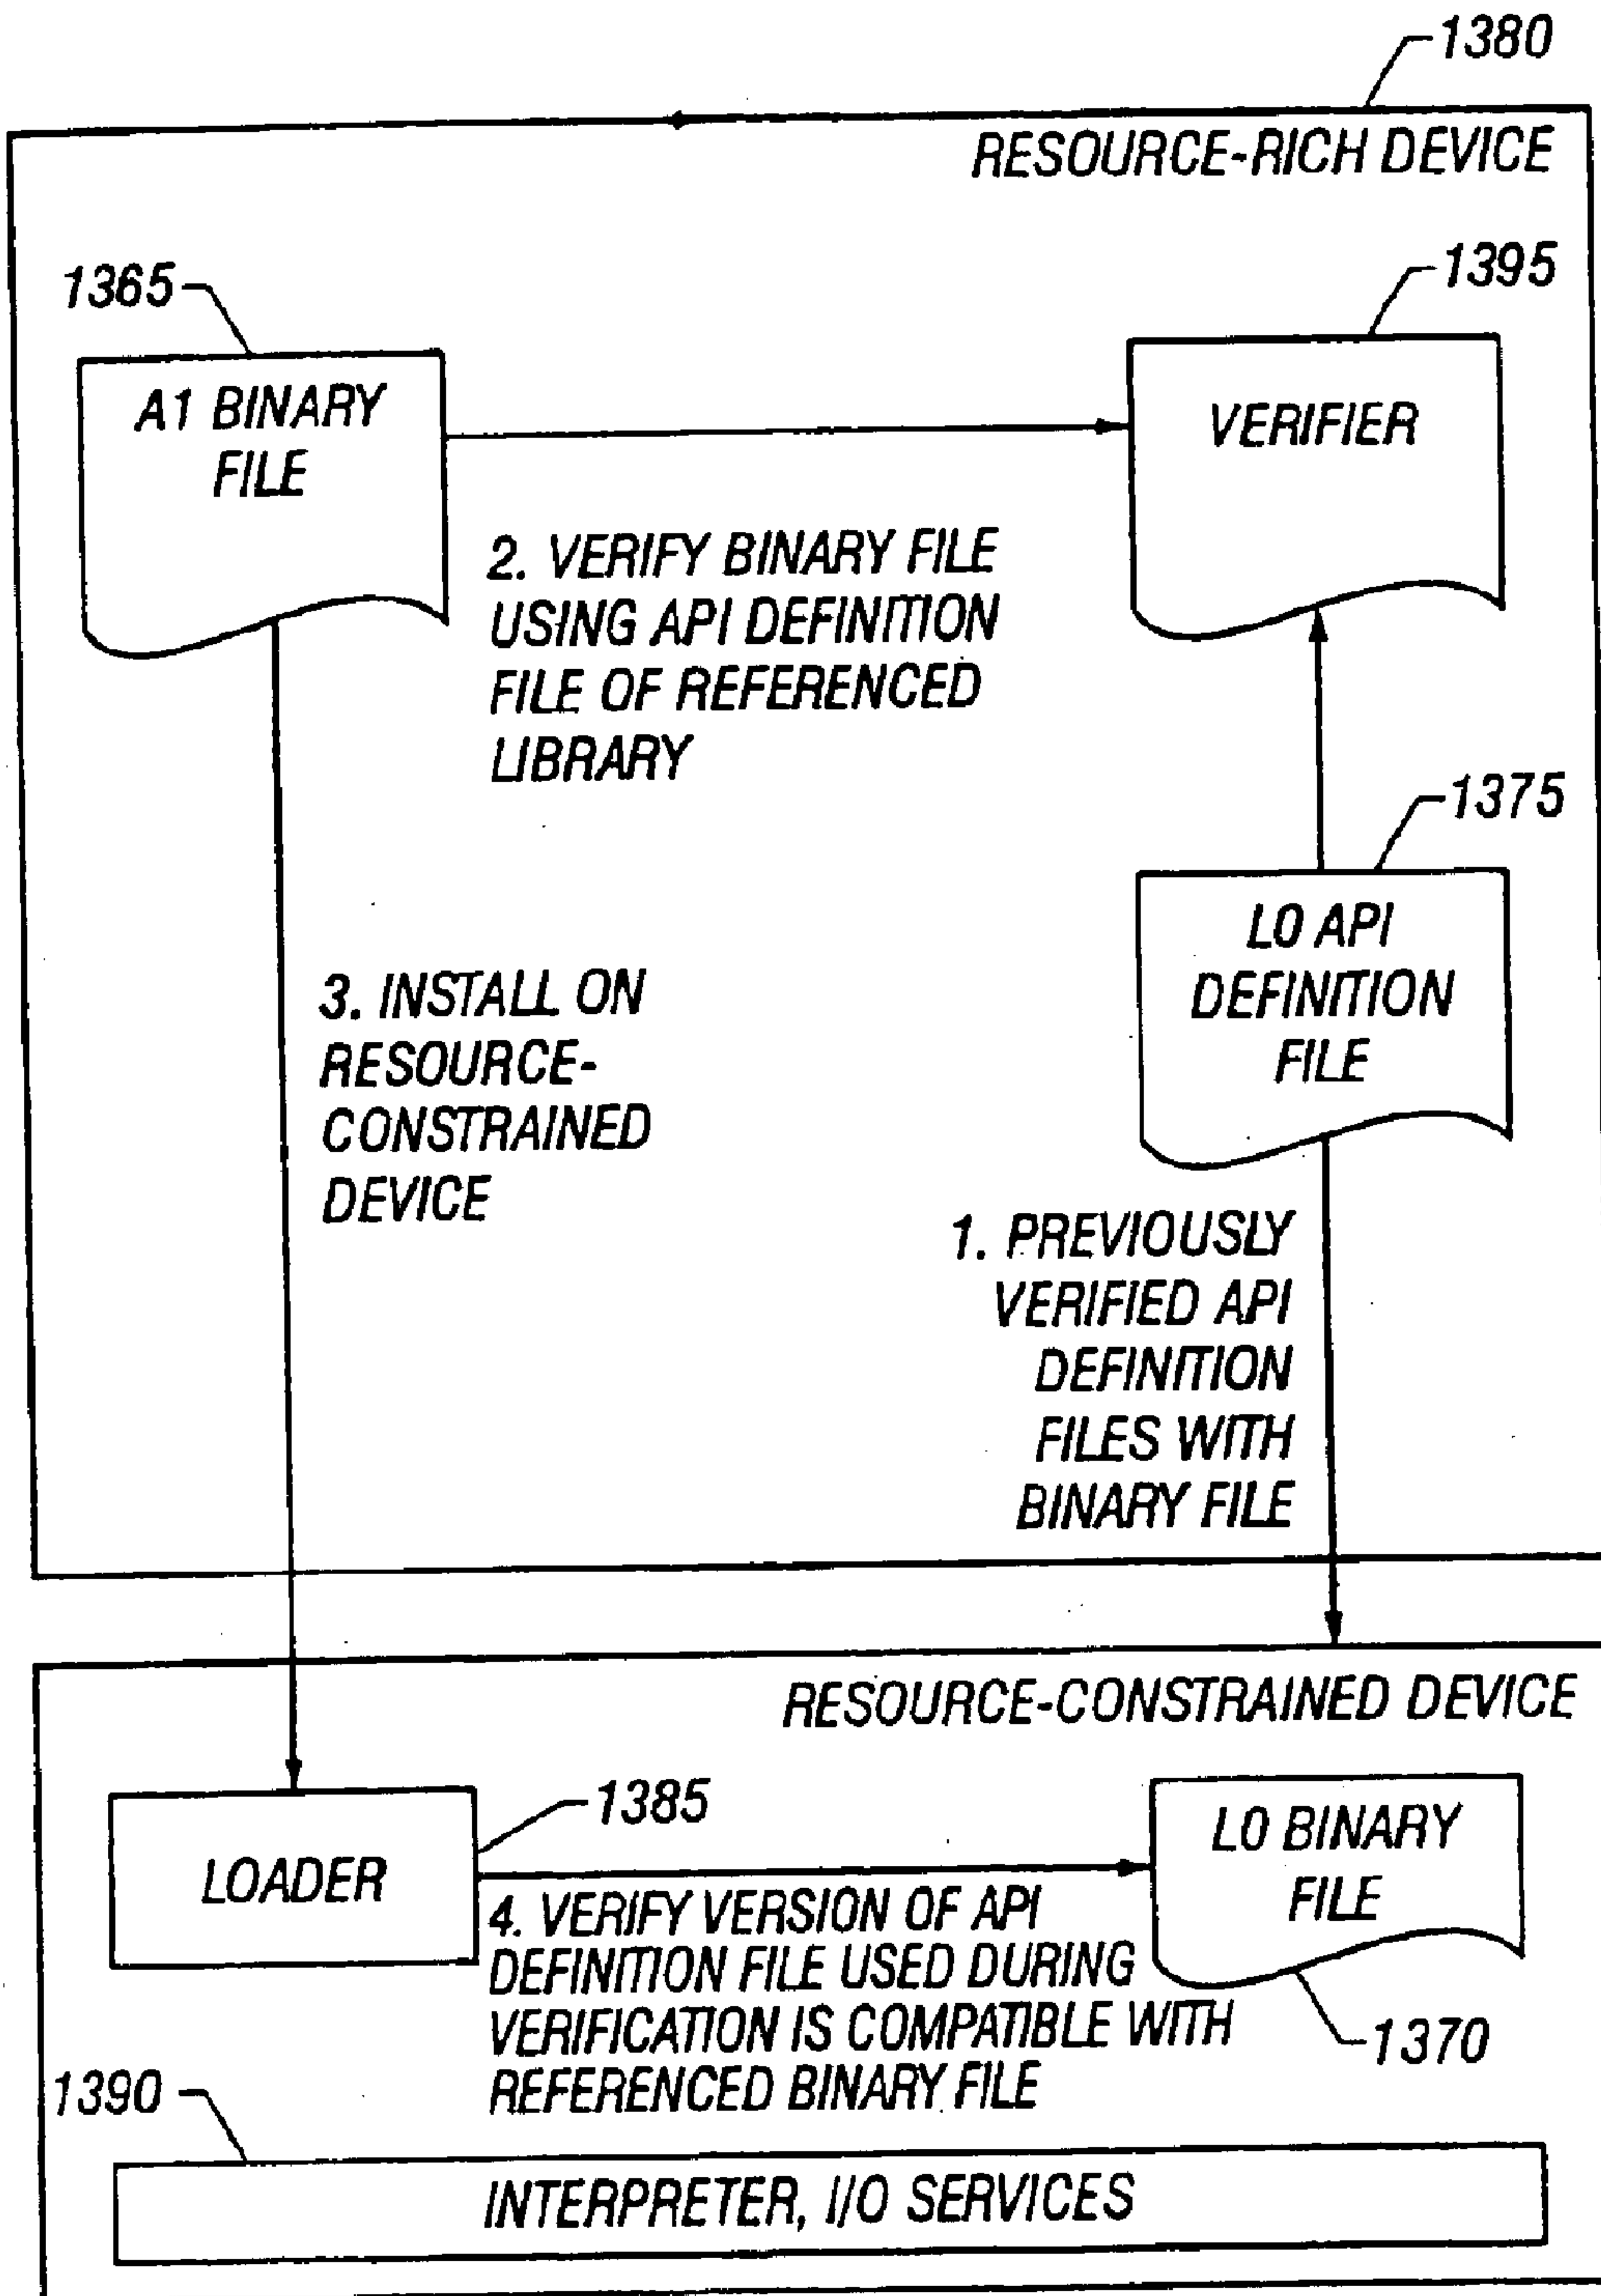 1380
RESOURCE-RICH DEVICE
1365
1395
A1 BINARY
FILE
VERIFIER
2. VERIFY BINARY FILE
USING API DEFINITION
FILE OF REFERENCED
LIBRARY
1375
L0 API
DEFINITION
FILE
3. INSTALL ON
RESOURCE-
CONSTRAINED
DEVICE
1. PREVIOUSLY
VERIFIED API
DEFINITION
FILES WITH
BINARY FILE
RESOURCE-CONSTRAINED DEVICE
1385
LOADER
L0 BINARY
FILE
4. VERIFY VERSION OF API
DEFINITION FILE USED DURING
VERIFICATION IS COMPATIBLE WITH
REFERENCED BINARY FILE
1370
1390
INTERPRETER, I/O SERVICES